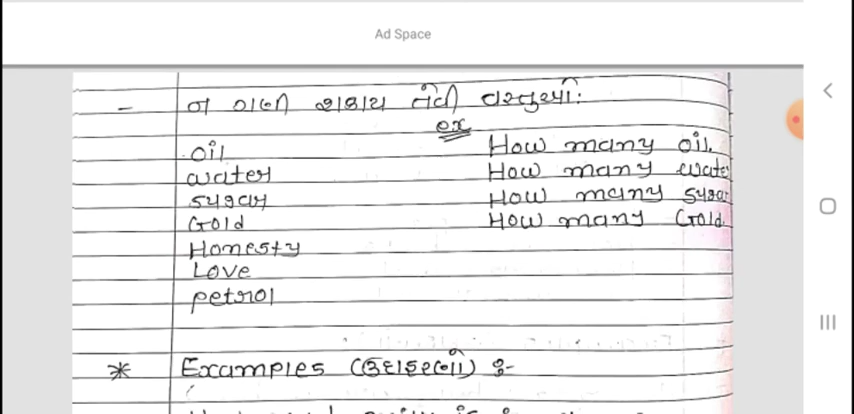 Ad Space
- ન ગણી શકાય તેવી વસ્તુઓ:
ex
oil How many oil
water How many wate
sugar How many sugar
Gold How many Gold
Honesty
Love
petrol
* Examples (ઉદાહરણો) :-